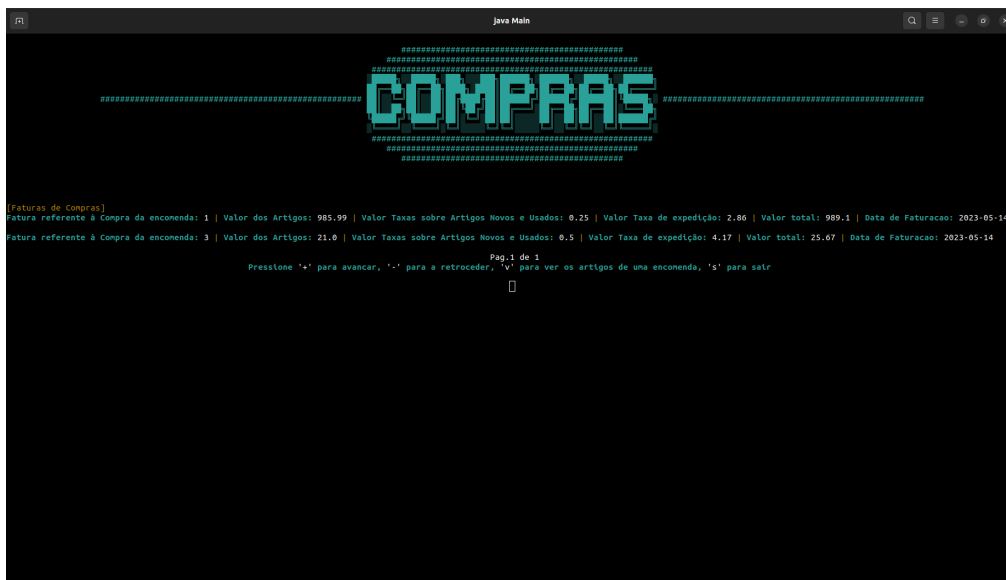 Java Main
##############################################
####################################################
##########################################################
###################################################### COMPRAS ######################################################
##########################################################
####################################################
##############################################
[Faturas de Compras]
Fatura referente à Compra da encomenda: 1 | Valor dos Artigos: 985.99 | Valor Taxas sobre Artigos Novos e Usados: 0.25 | Valor Taxa de expedição: 2.86 | Valor total: 989.1 | Data de Faturacao: 2023-05-14
Fatura referente à Compra da encomenda: 3 | Valor dos Artigos: 21.0 | Valor Taxas sobre Artigos Novos e Usados: 0.5 | Valor Taxa de expedição: 4.17 | Valor total: 25.67 | Data de Faturacao: 2023-05-14
Pag.1 de 1
Pressione '+' para avancar, '-' para a retroceder, 'v' para ver os artigos de uma encomenda, 's' para sair